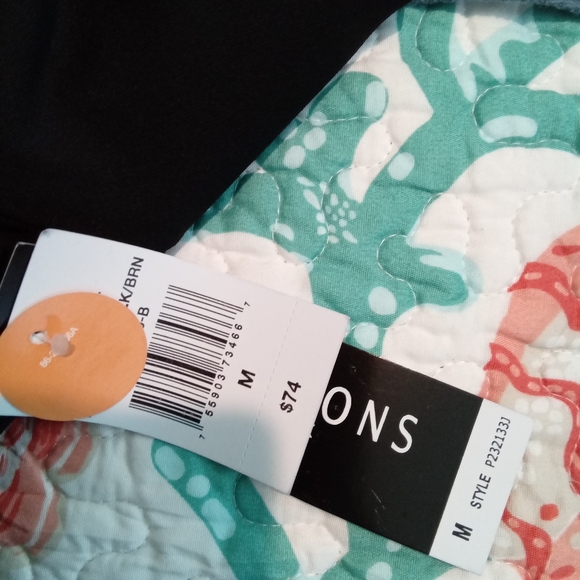 K/BRN
-B
7 55903 73466 7
M
$74
ONS
M STYLE P232133J